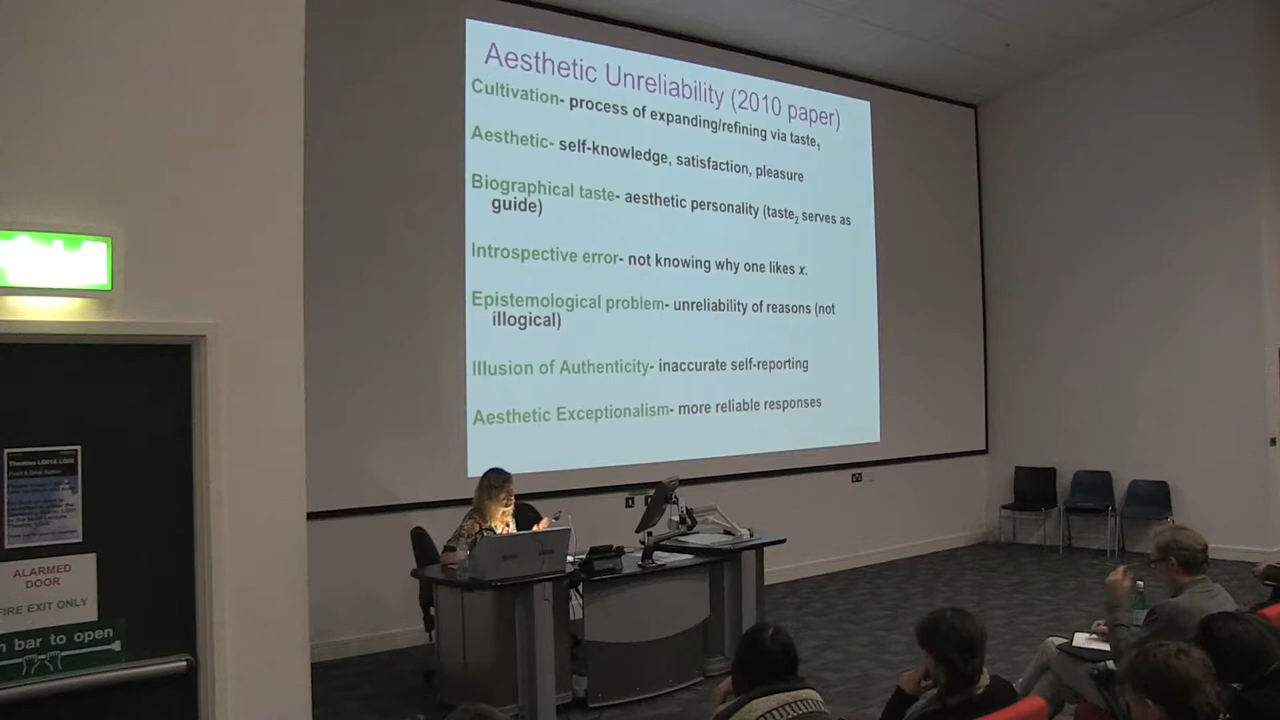 Aesthetic Unreliability (2010 paper)
Cultivation- process of expanding/refining via taste₁
Aesthetic- self-knowledge, satisfaction, pleasure
Biographical taste- aesthetic personality (taste₂ serves as
guide)
Introspective error- not knowing why one likes x.
Epistemological problem- unreliability of reasons (not
illogical)
Illusion of Authenticity- inaccurate self-reporting
Aesthetic Exceptionalism- more reliable responses
ALARMED
DOOR
FIRE EXIT ONLY
bar to open